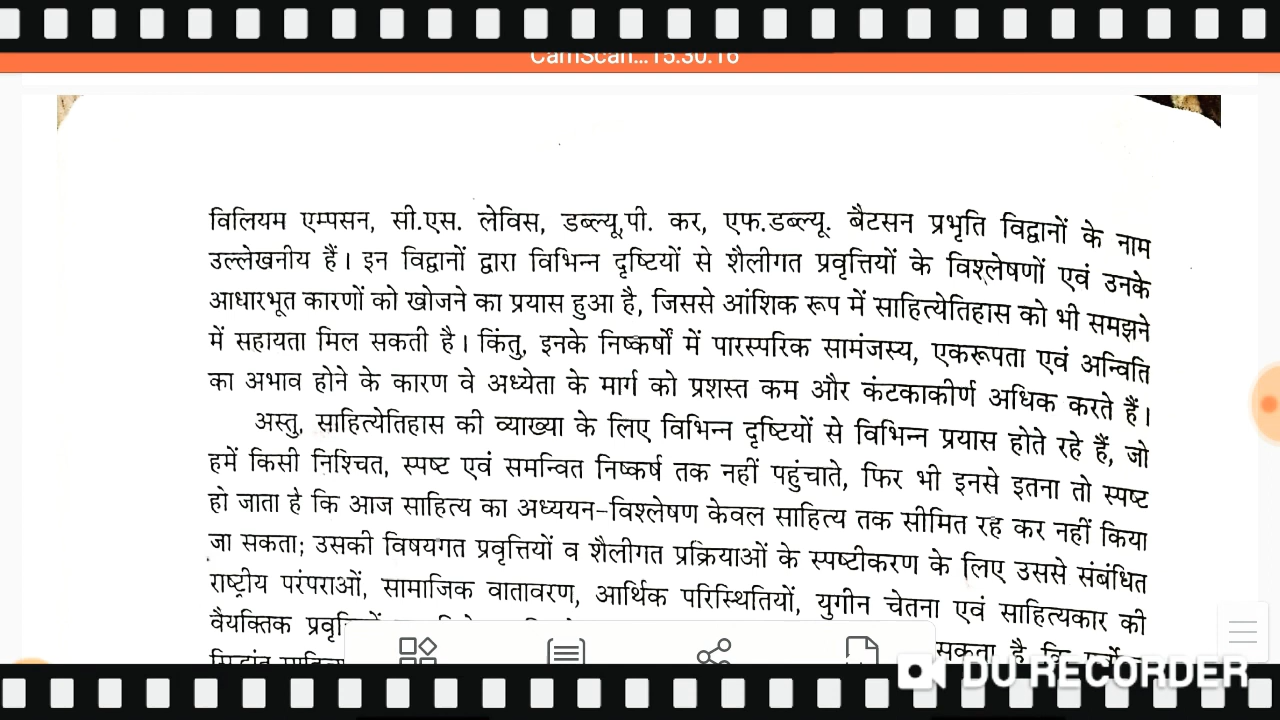 CamScan...15.30.16
विलियम एम्पसन, सी.एस. लेविस, डब्ल्यू.पी. कर, एफ.डब्ल्यू. बैटसन प्रभृति विद्वानों के नाम
उल्लेखनीय हैं। इन विद्वानों द्वारा विभिन्न दृष्टियों से शैलीगत प्रवृत्तियों के विश्लेषणों एवं उनके
आधारभूत कारणों को खोजने का प्रयास हुआ है, जिससे आंशिक रूप में साहित्येतिहास को भी समझने
में सहायता मिल सकती है। किंतु, इनके निष्कर्षों में पारस्परिक सामंजस्य, एकरूपता एवं अन्विति
का अभाव होने के कारण वे अध्येता के मार्ग को प्रशस्त कम और कंटकाकीर्ण अधिक करते हैं।
अस्तु, साहित्येतिहास की व्याख्या के लिए विभिन्न दृष्टियों से विभिन्न प्रयास होते रहे हैं, जो
हमें किसी निश्चित, स्पष्ट एवं समन्वित निष्कर्ष तक नहीं पहुंचाते, फिर भी इनसे इतना तो स्पष्ट
हो जाता है कि आज साहित्य का अध्ययन-विश्लेषण केवल साहित्य तक सीमित रह कर नहीं किया
जा सकता; उसकी विषयगत प्रवृत्तियों व शैलीगत प्रक्रियाओं के स्पष्टीकरण के लिए उससे संबंधित
राष्ट्रीय परंपराओं, सामाजिक वातावरण, आर्थिक परिस्थितियों, युगीन चेतना एवं साहित्यकार की
वैयक्तिक
सकता है कि
DU RECORDER